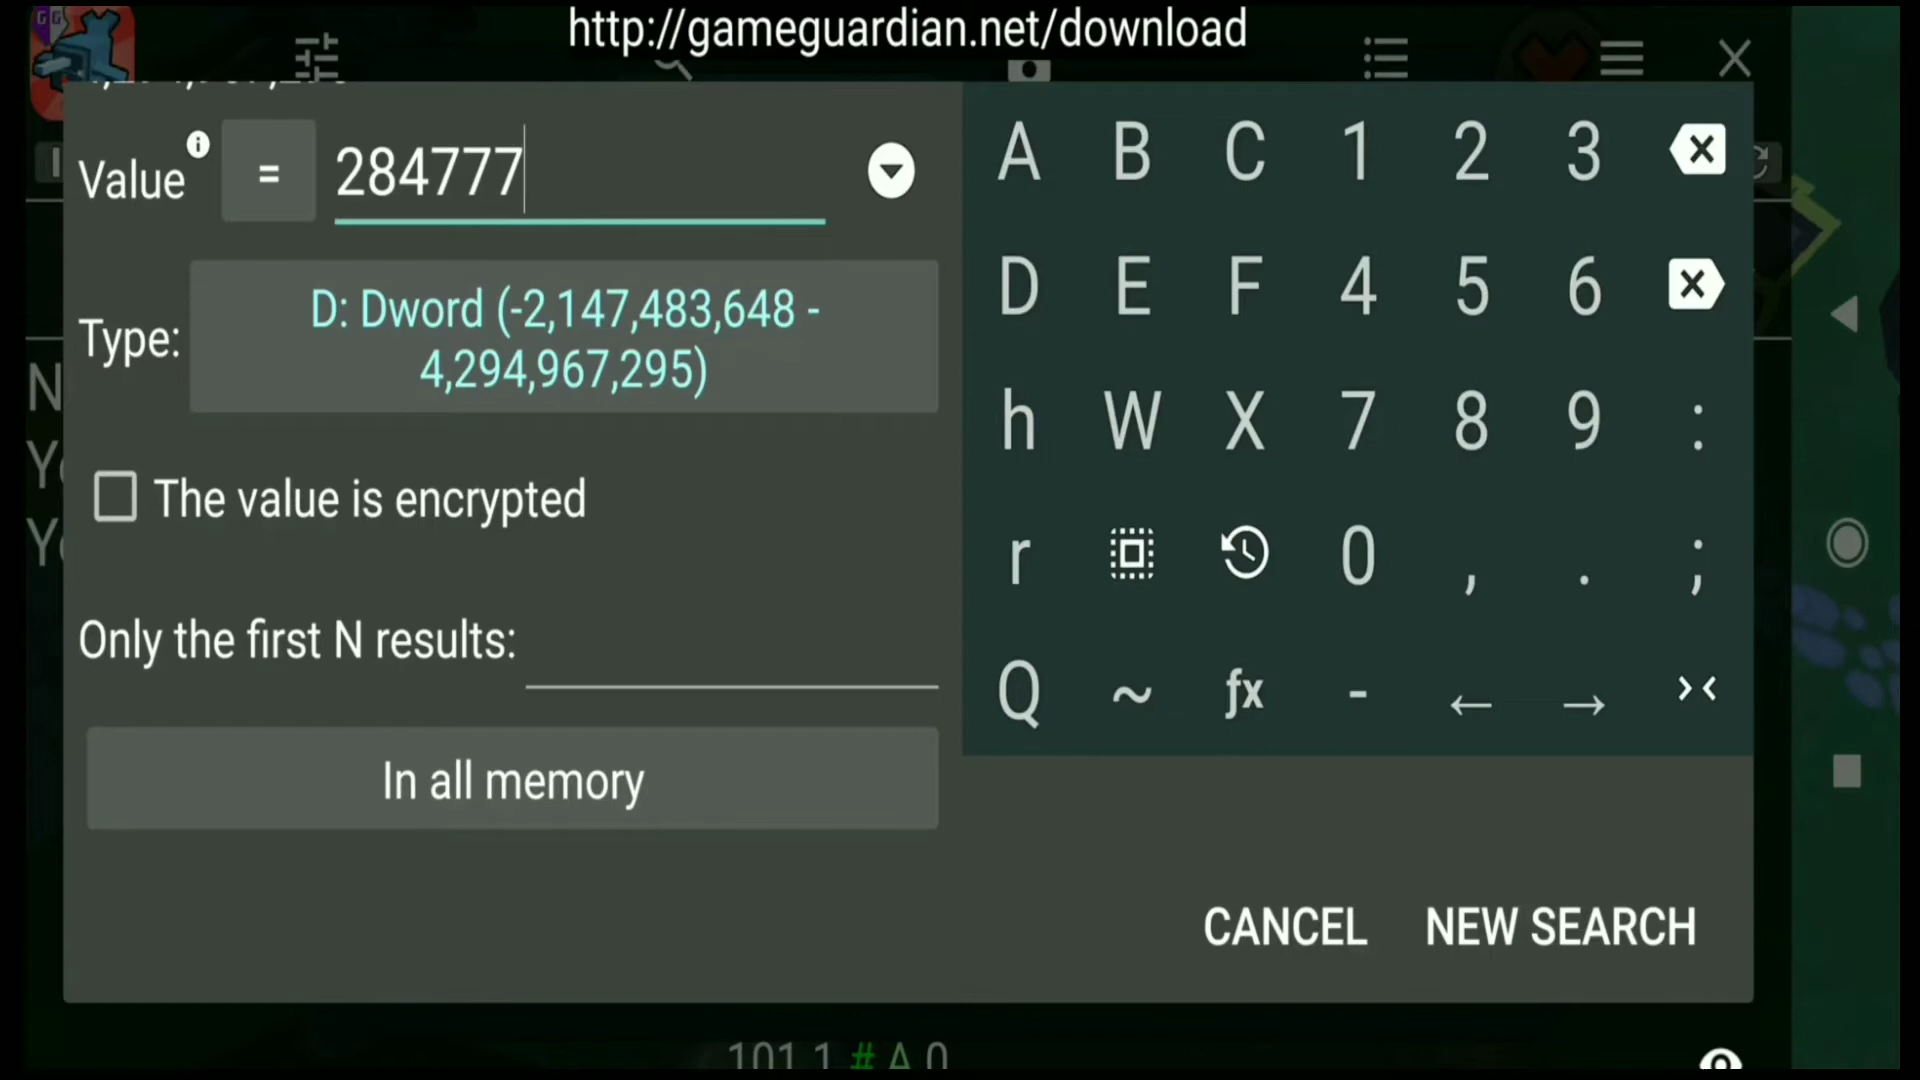 http://gameguardian.net/download
Value = 284777
Type: D: Dword (-2,147,483,648 -
4,294,967,295)
The value is encrypted
Only the first N results:
In all memory
CANCEL NEW SEARCH
A B C 1 2 3
D E F 4 5 6
h W X 7 8 9 :
r 0 , . ;
Q ~ ƒx - ← → ><